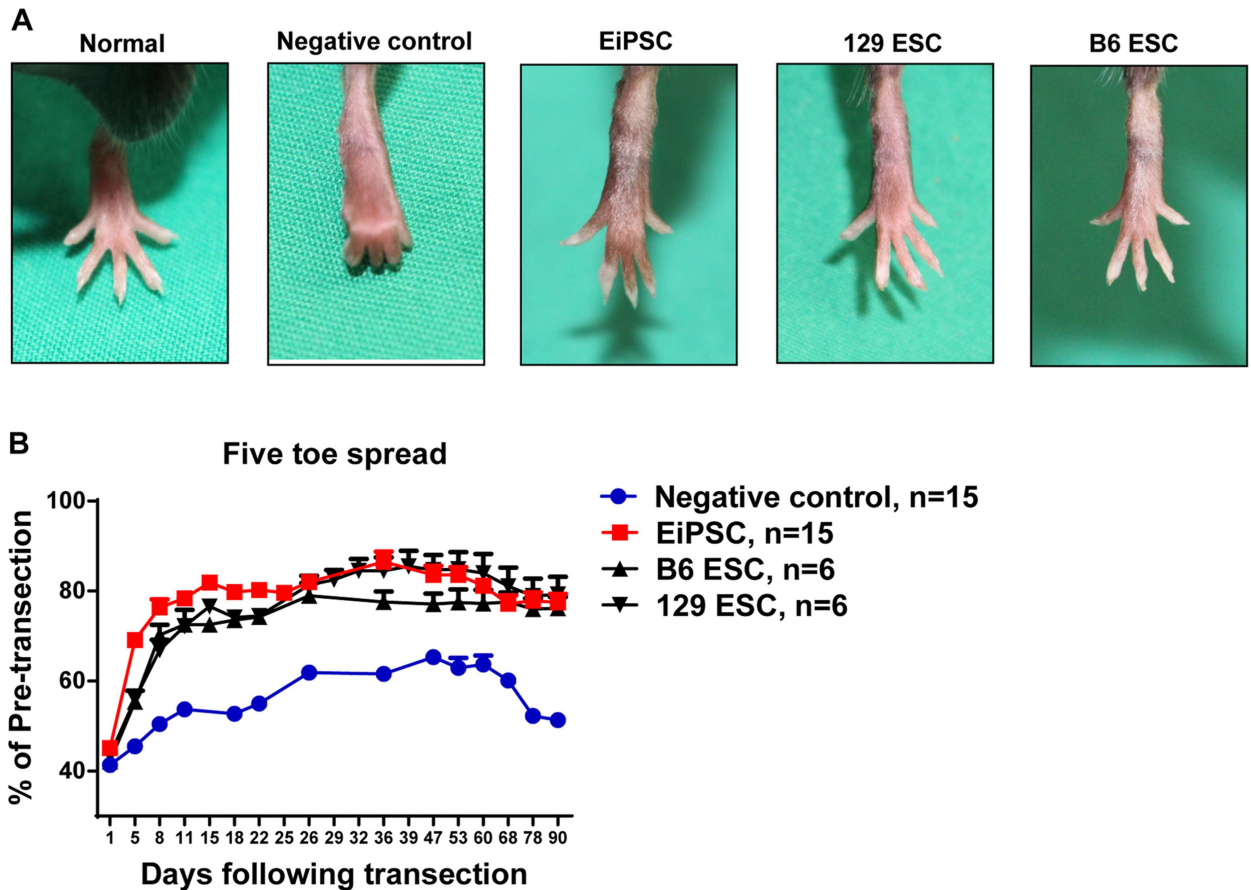 A
Normal
Negative control
EiPSC
129 ESC
B6 ESC
B
Five toe spread
% of Pre-transection
100
80
60
40
1 5 8 11 15 18 22 25 26 29 32 36 39 47 53 60 68 78 90
Days following transection
Negative control, n=15
EiPSC, n=15
B6 ESC, n=6
129 ESC, n=6